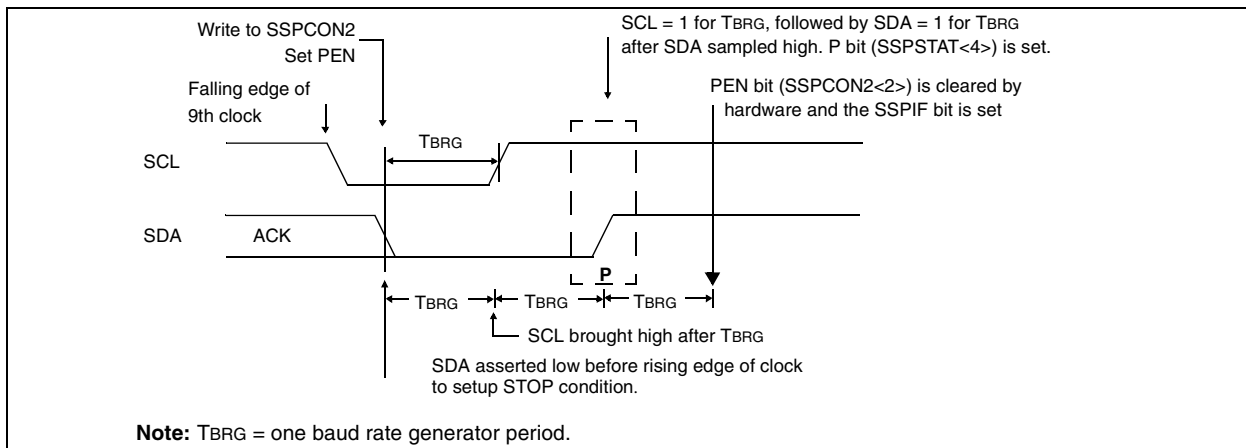 Write to SSPCON2
Set PEN
Falling edge of
9th clock
SCL = 1 for TBRG, followed by SDA = 1 for TBRG
after SDA sampled high. P bit (SSPSTAT<4>) is set.
PEN bit (SSPCON2<2>) is cleared by
hardware and the SSPIF bit is set
TBRG
SCL
SDA
ACK
P
TBRG
TBRG
TBRG
SCL brought high after TBRG
SDA asserted low before rising edge of clock
to setup STOP condition.
Note: TBRG = one baud rate generator period.